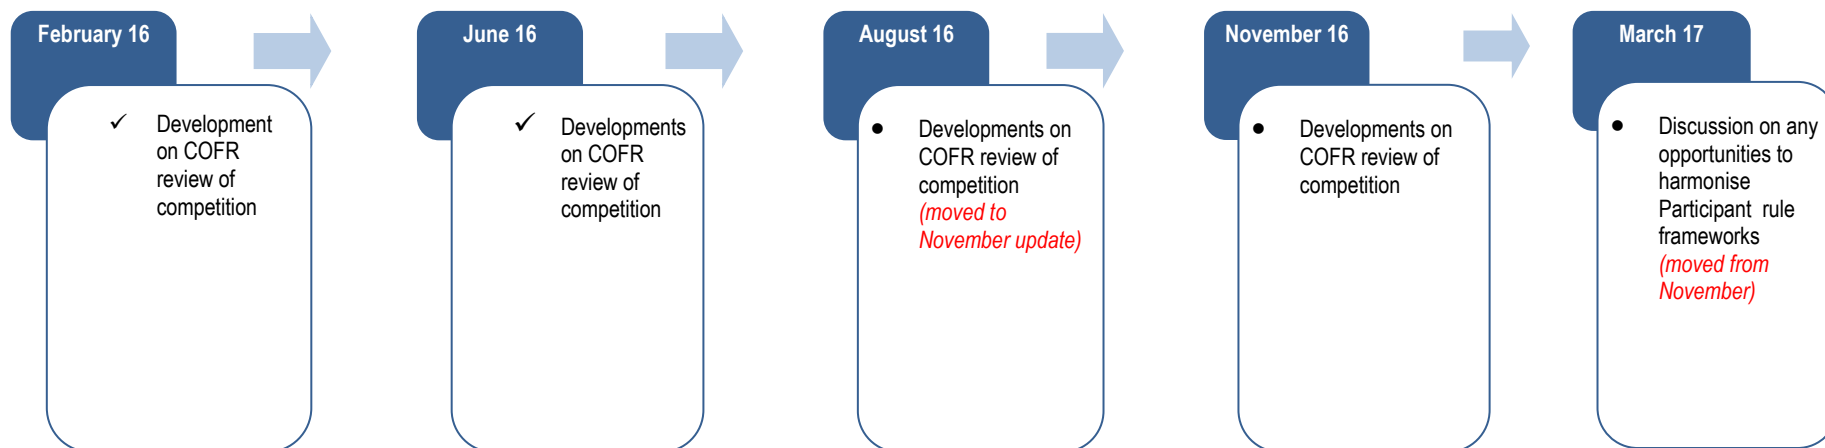 February 16
✓ Development
on COFR
review of
competition
June 16
✓ Developments
on COFR
review of
competition
August 16
● Developments on
COFR review of
competition
(moved to
November update)
November 16
● Developments on
COFR review of
competition
March 17
● Discussion on any
opportunities to
harmonise
Participant rule
frameworks
(moved from
November)